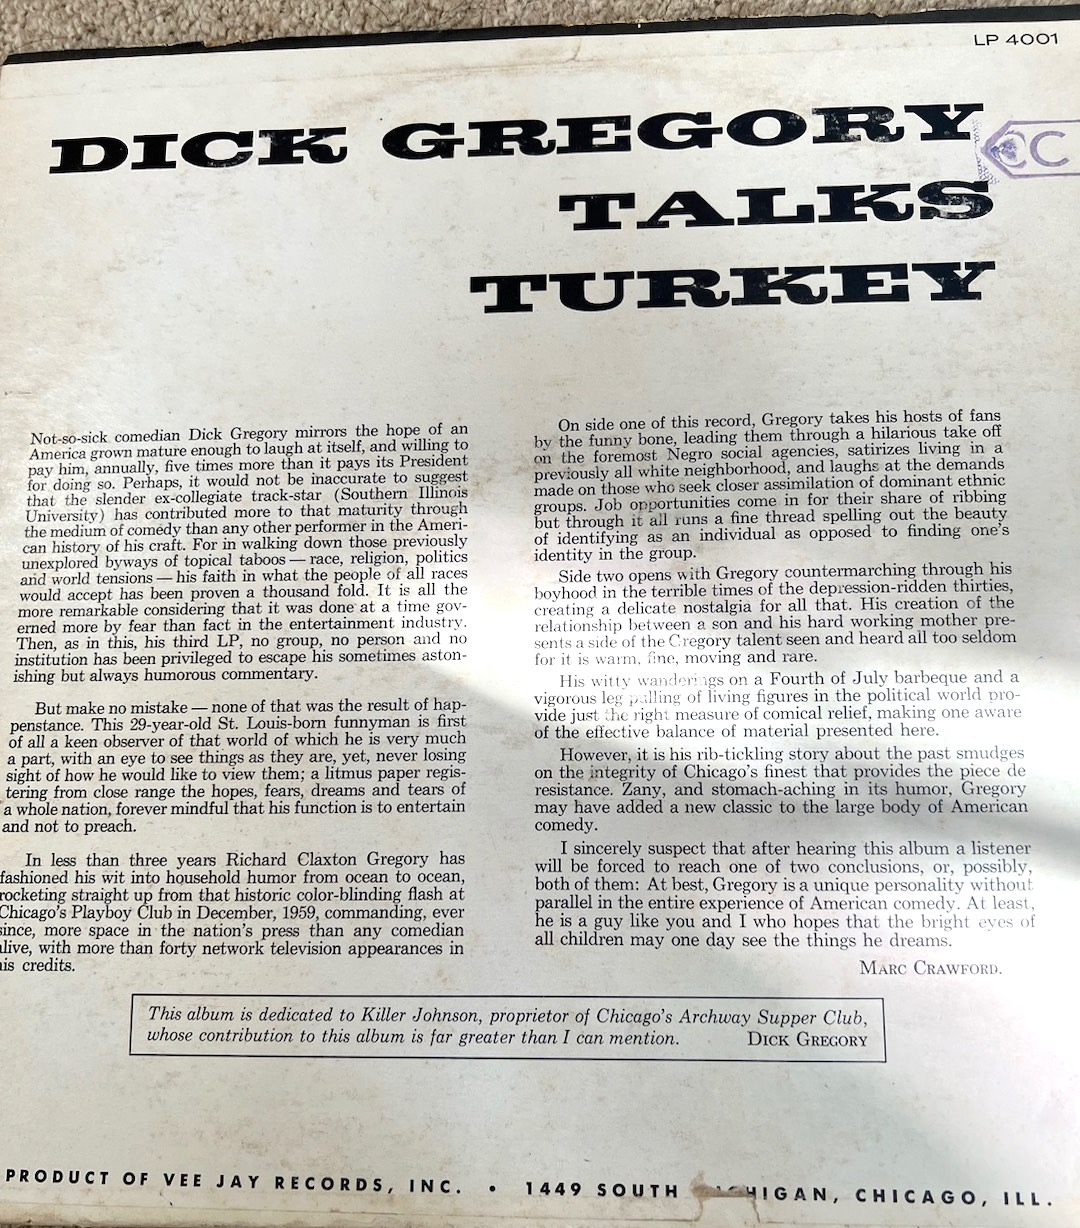 LP 4001
DICK GREGORY
TALKS
TURKEY
CC
Not-so-sick comedian Dick Gregory mirrors the hope of an
America grown mature enough to laugh at itself, and willing to
pay him, annually, five times more than it pays its President
for doing so. Perhaps, it would not be inaccurate to suggest
that the slender ex-collegiate track-star (Southern Illinois
University) has contributed more to that maturity through
the medium of comedy than any other performer in the Ameri-
can history of his craft. For in walking down those previously
unexplored byways of topical taboos — race, religion, politics
and world tensions — his faith in what the people of all races
would accept has been proven a thousand fold. It is all the
more remarkable considering that it was done at a time gov-
erned more by fear than fact in the entertainment industry.
Then, as in this, his third LP, no group, no person and no
institution has been privileged to escape his sometimes aston-
ishing but always humorous commentary.
But make no mistake — none of that was the result of hap-
penstance. This 29-year-old St. Louis-born funnyman is first
of all a keen observer of that world of which he is very much
a part, with an eye to see things as they are, yet, never losing
sight of how he would like to view them; a litmus paper regis-
tering from close range the hopes, fears, dreams and tears of
a whole nation, forever mindful that his function is to entertain
and not to preach.
In less than three years Richard Claxton Gregory has
fashioned his wit into household humor from ocean to ocean,
rocketing straight up from that historic color-blinding flash at
Chicago's Playboy Club in December, 1959, commanding, ever
since, more space in the nation's press than any comedian
alive, with more than forty network television appearances in
his credits.
On side one of this record, Gregory takes his hosts of fans
by the funny bone, leading them through a hilarious take off
on the foremost Negro social agencies, satirizes living in a
previously all white neighborhood, and laughs at the demands
made on those who seek closer assimilation of dominant ethnic
groups. Job opportunities come in for their share of ribbing
but through it all runs a fine thread spelling out the beauty
of identifying as an individual as opposed to finding one's
identity in the group.
Side two opens with Gregory countermarching through his
boyhood in the terrible times of the depression-ridden thirties,
creating a delicate nostalgia for all that. His creation of the
relationship between a son and his hard working mother pre-
sents a side of the Gregory talent seen and heard all too seldom
for it is warm, fine, moving and rare.
His witty wanderings on a Fourth of July barbeque and a
vigorous leg pulling of living figures in the political world pro-
vide just the right measure of comical relief, making one aware
of the effective balance of material presented here.
However, it is his rib-tickling story about the past smudges
on the integrity of Chicago's finest that provides the piece de
resistance. Zany, and stomach-aching in its humor, Gregory
may have added a new classic to the large body of American
comedy.
I sincerely suspect that after hearing this album a listener
will be forced to reach one of two conclusions, or, possibly,
both of them: At best, Gregory is a unique personality without
parallel in the entire experience of American comedy. At least,
he is a guy like you and I who hopes that the bright eyes of
all children may one day see the things he dreams.
MARC CRAWFORD.
This album is dedicated to Killer Johnson, proprietor of Chicago's Archway Supper Club,
whose contribution to this album is far greater than I can mention. DICK GREGORY
PRODUCT OF VEE JAY RECORDS, INC. • 1449 SOUTH MICHIGAN, CHICAGO, ILL.